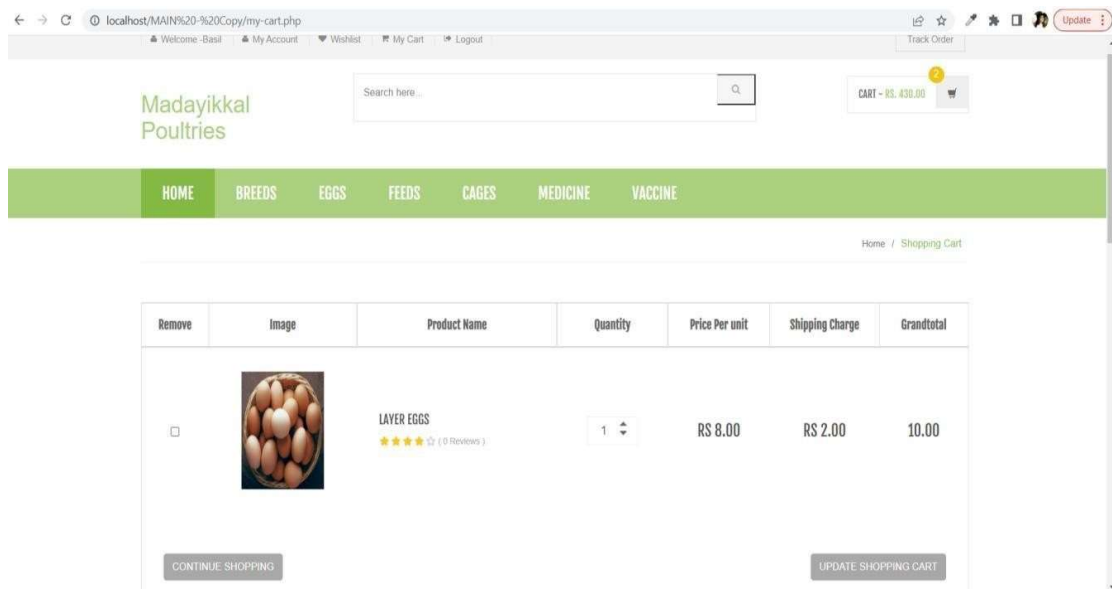 localhost/MAIN%20-%20Copy/my-cart.php
Update
Welcome -Basil My Account Wishlist My Cart Logout Track Order
Madayikkal
Poultries
Search here...
2
CART - RS. 430.00
HOME BREEDS EGGS FEEDS CAGES MEDICINE VACCINE
Home / Shopping Cart
Remove Image Product Name Quantity Price Per unit Shipping Charge Grandtotal
LAYER EGGS
( 0 Reviews )
1 RS 8.00 RS 2.00 10.00
CONTINUE SHOPPING UPDATE SHOPPING CART